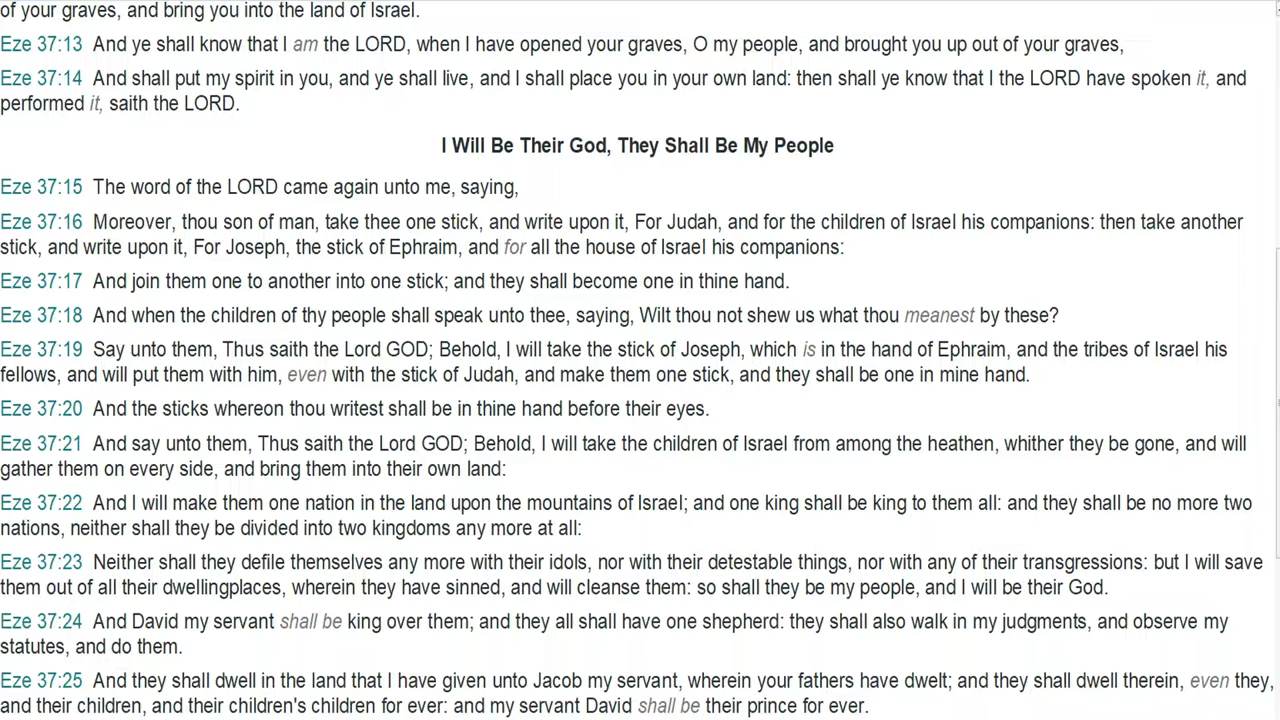 of your graves, and bring you into the land of Israel.
Eze 37:13 And ye shall know that I am the LORD, when I have opened your graves, O my people, and brought you up out of your graves,
Eze 37:14 And shall put my spirit in you, and ye shall live, and I shall place you in your own land: then shall ye know that I the LORD have spoken it, and
performed it, saith the LORD.
I Will Be Their God, They Shall Be My People
Eze 37:15 The word of the LORD came again unto me, saying,
Eze 37:16 Moreover, thou son of man, take thee one stick, and write upon it, For Judah, and for the children of Israel his companions: then take another
stick, and write upon it, For Joseph, the stick of Ephraim, and for all the house of Israel his companions:
Eze 37:17 And join them one to another into one stick; and they shall become one in thine hand.
Eze 37:18 And when the children of thy people shall speak unto thee, saying, Wilt thou not shew us what thou meanest by these?
Eze 37:19 Say unto them, Thus saith the Lord GOD; Behold, I will take the stick of Joseph, which is in the hand of Ephraim, and the tribes of Israel his
fellows, and will put them with him, even with the stick of Judah, and make them one stick, and they shall be one in mine hand.
Eze 37:20 And the sticks whereon thou writest shall be in thine hand before their eyes.
Eze 37:21 And say unto them, Thus saith the Lord GOD; Behold, I will take the children of Israel from among the heathen, whither they be gone, and will
gather them on every side, and bring them into their own land:
Eze 37:22 And I will make them one nation in the land upon the mountains of Israel; and one king shall be king to them all: and they shall be no more two
nations, neither shall they be divided into two kingdoms any more at all:
Eze 37:23 Neither shall they defile themselves any more with their idols, nor with their detestable things, nor with any of their transgressions: but I will save
them out of all their dwellingplaces, wherein they have sinned, and will cleanse them: so shall they be my people, and I will be their God.
Eze 37:24 And David my servant shall be king over them; and they all shall have one shepherd: they shall also walk in my judgments, and observe my
statutes, and do them.
Eze 37:25 And they shall dwell in the land that I have given unto Jacob my servant, wherein your fathers have dwelt; and they shall dwell therein, even they,
and their children, and their children's children for ever: and my servant David shall be their prince for ever.